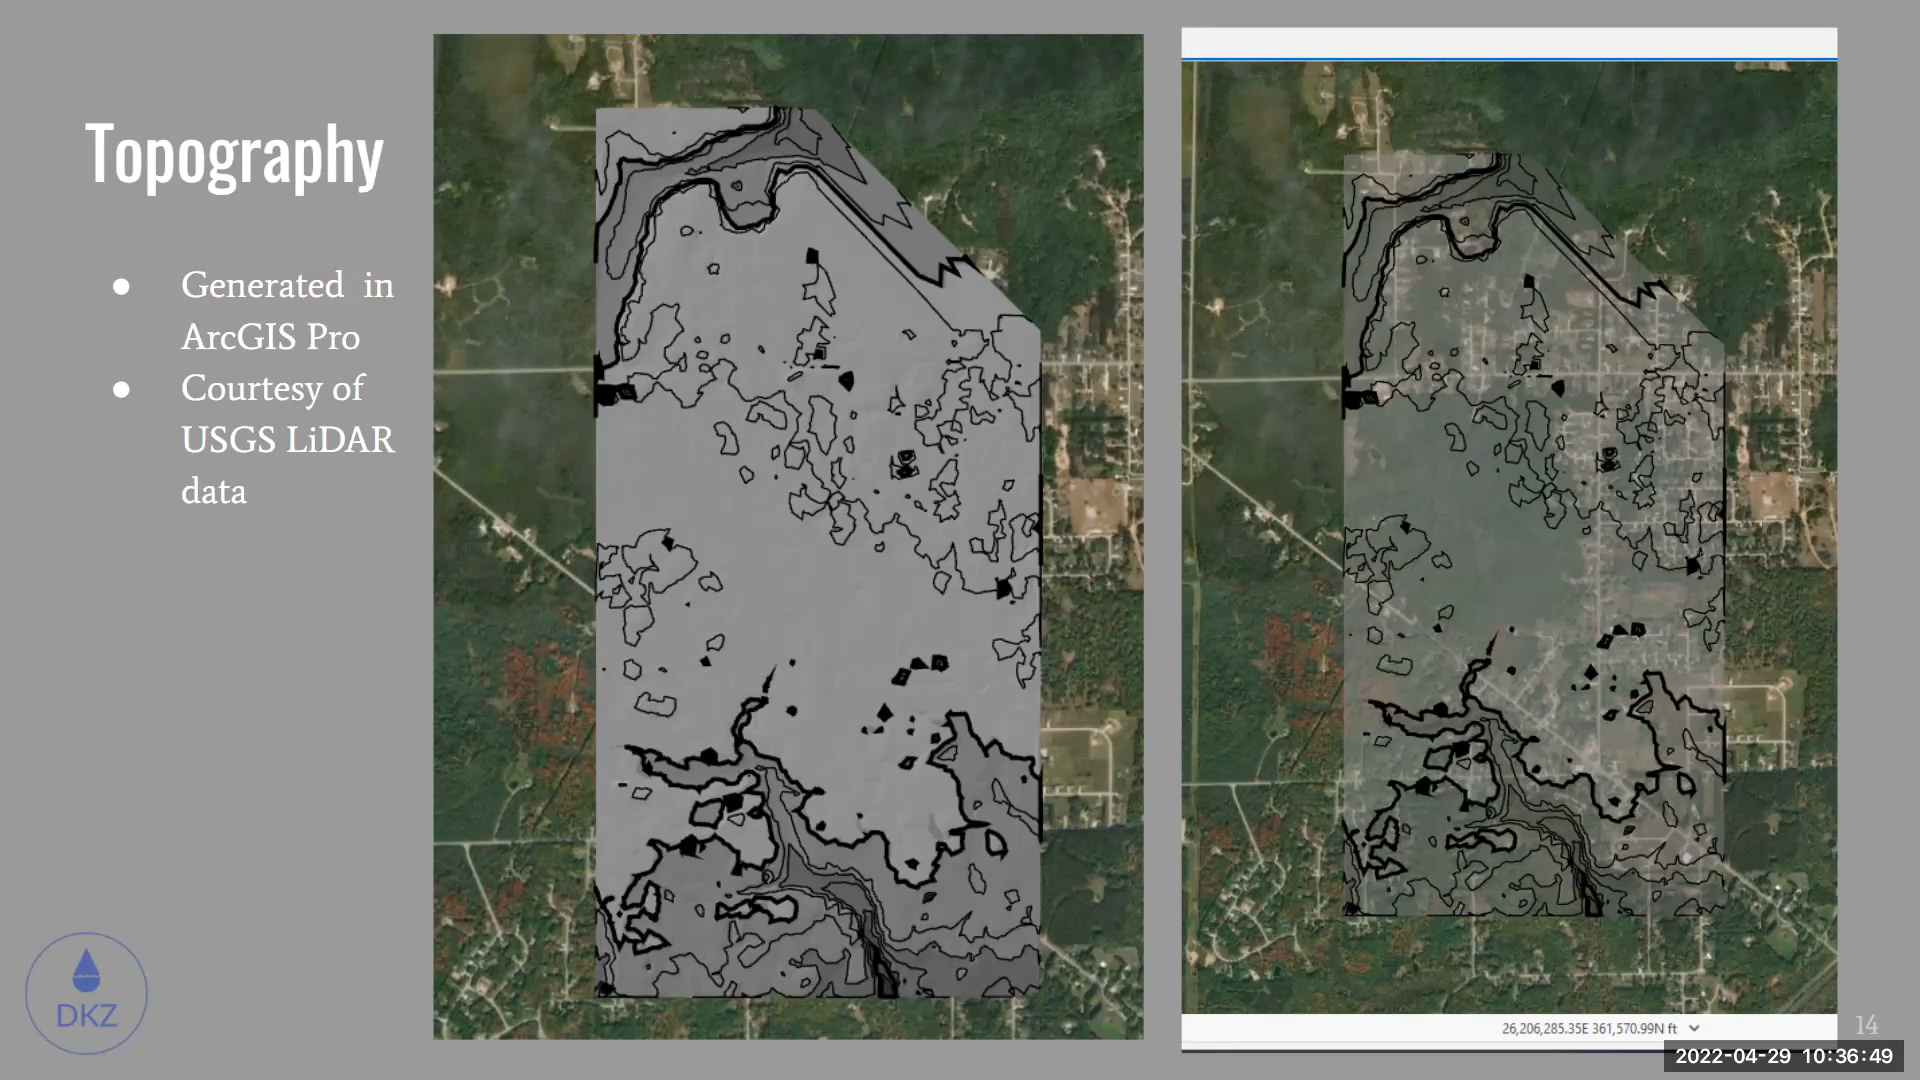 Topography
● Generated in
ArcGIS Pro
● Courtesy of
USGS LiDAR
data
DKZ
26,206,285.35E 361,570.99N ft
14
2022-04-29 10:36:49